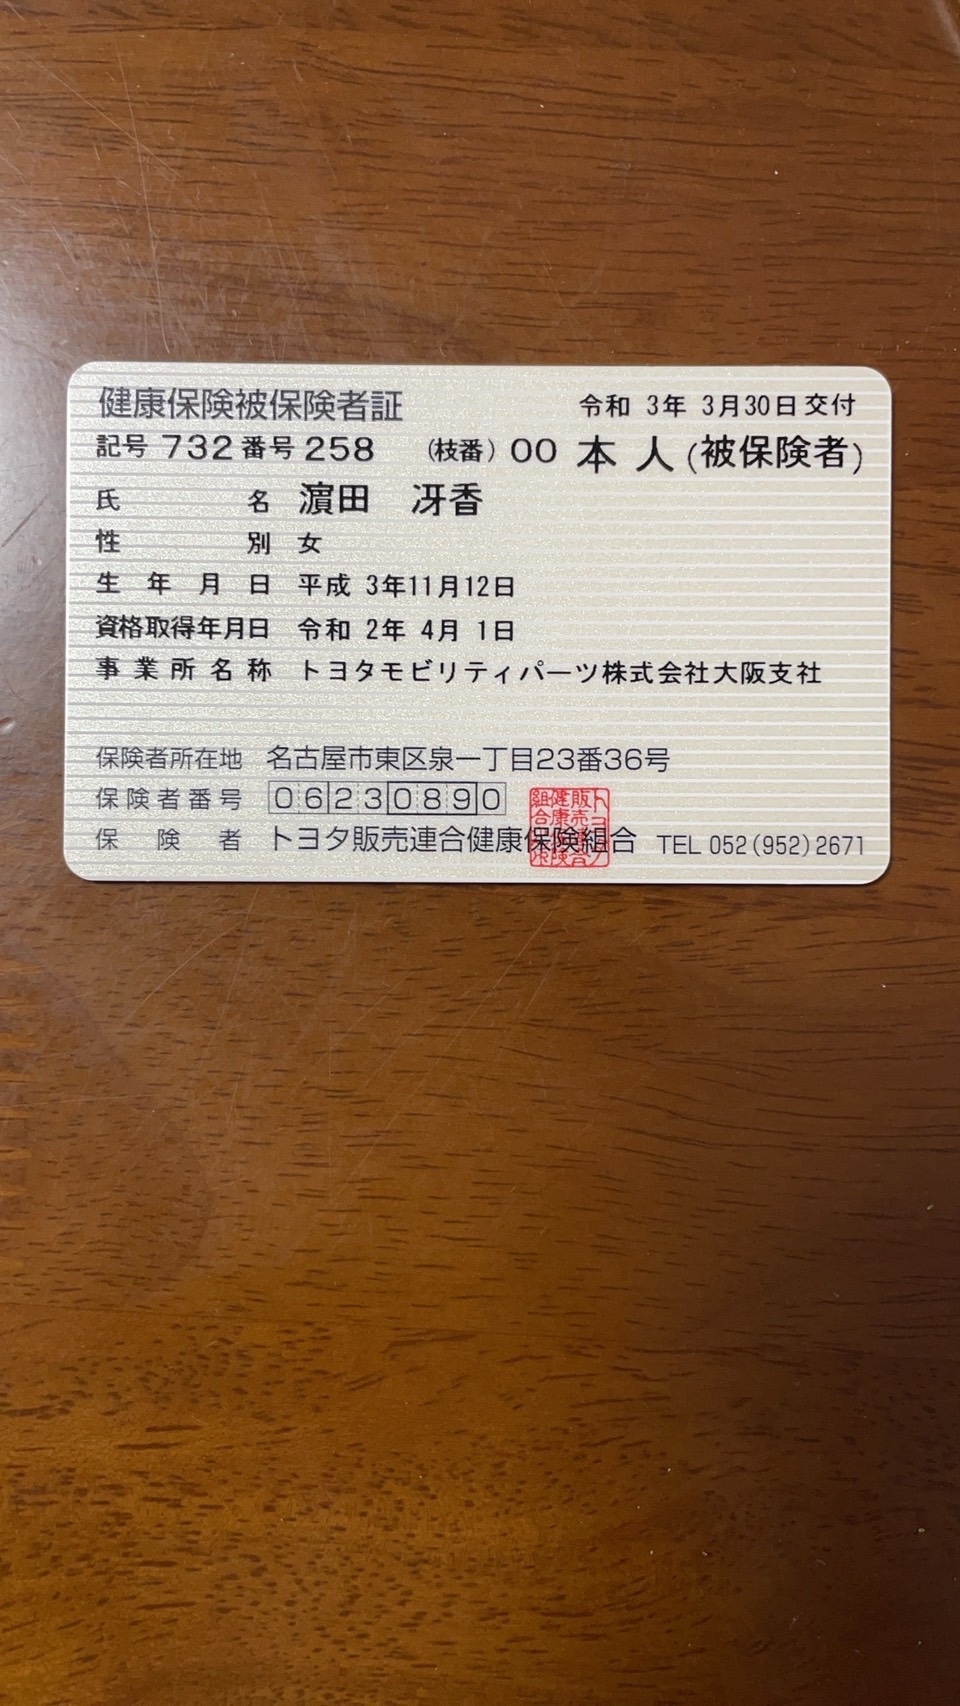 健康保険被保険者証 令和 3年 3月30日交付
記号 732 番号 258 (枝番) 00 本人(被保険者)
氏名 濵田 冴香
性別 女
生年月日 平成 3年11月12日
資格取得年月日 令和 2年 4月 1日
事業所名称 トヨタモビリティパーツ株式会社大阪支社
保険者所在地 名古屋市東区泉一丁目23番36号
保険者番号 06230890
保険者 トヨタ販売連合健康保険組合 TEL 052(952)2671